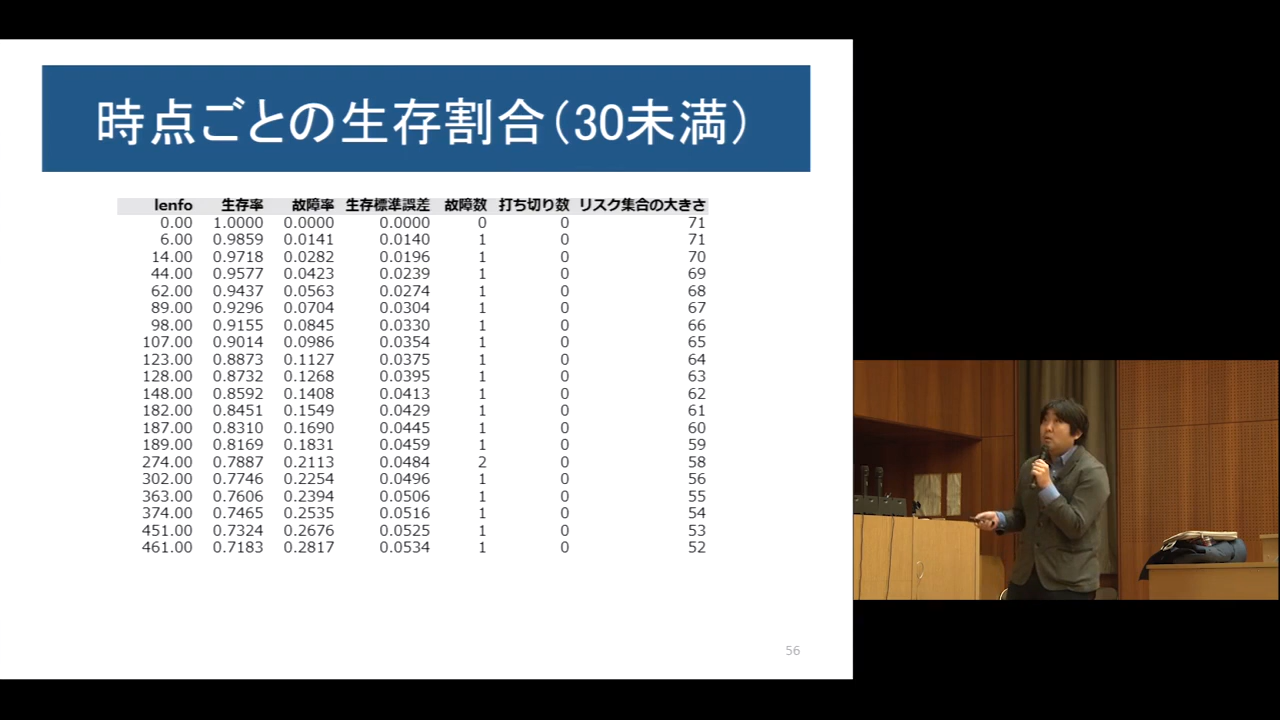 時点ごとの生存割合（30未満）
lenfo 生存率 故障率 生存標準誤差 故障数 打ち切り数 リスク集合の大きさ
0.00 1.0000 0.0000 0.0000 0 0 71
6.00 0.9859 0.0141 0.0140 1 0 71
14.00 0.9718 0.0282 0.0196 1 0 70
44.00 0.9577 0.0423 0.0239 1 0 69
62.00 0.9437 0.0563 0.0274 1 0 68
89.00 0.9296 0.0704 0.0304 1 0 67
98.00 0.9155 0.0845 0.0330 1 0 66
107.00 0.9014 0.0986 0.0354 1 0 65
123.00 0.8873 0.1127 0.0375 1 0 64
128.00 0.8732 0.1268 0.0395 1 0 63
148.00 0.8592 0.1408 0.0413 1 0 62
182.00 0.8451 0.1549 0.0429 1 0 61
187.00 0.8310 0.1690 0.0445 1 0 60
189.00 0.8169 0.1831 0.0459 1 0 59
274.00 0.7887 0.2113 0.0484 2 0 58
302.00 0.7746 0.2254 0.0496 1 0 56
363.00 0.7606 0.2394 0.0506 1 0 55
374.00 0.7465 0.2535 0.0516 1 0 54
451.00 0.7324 0.2676 0.0525 1 0 53
461.00 0.7183 0.2817 0.0534 1 0 52
56